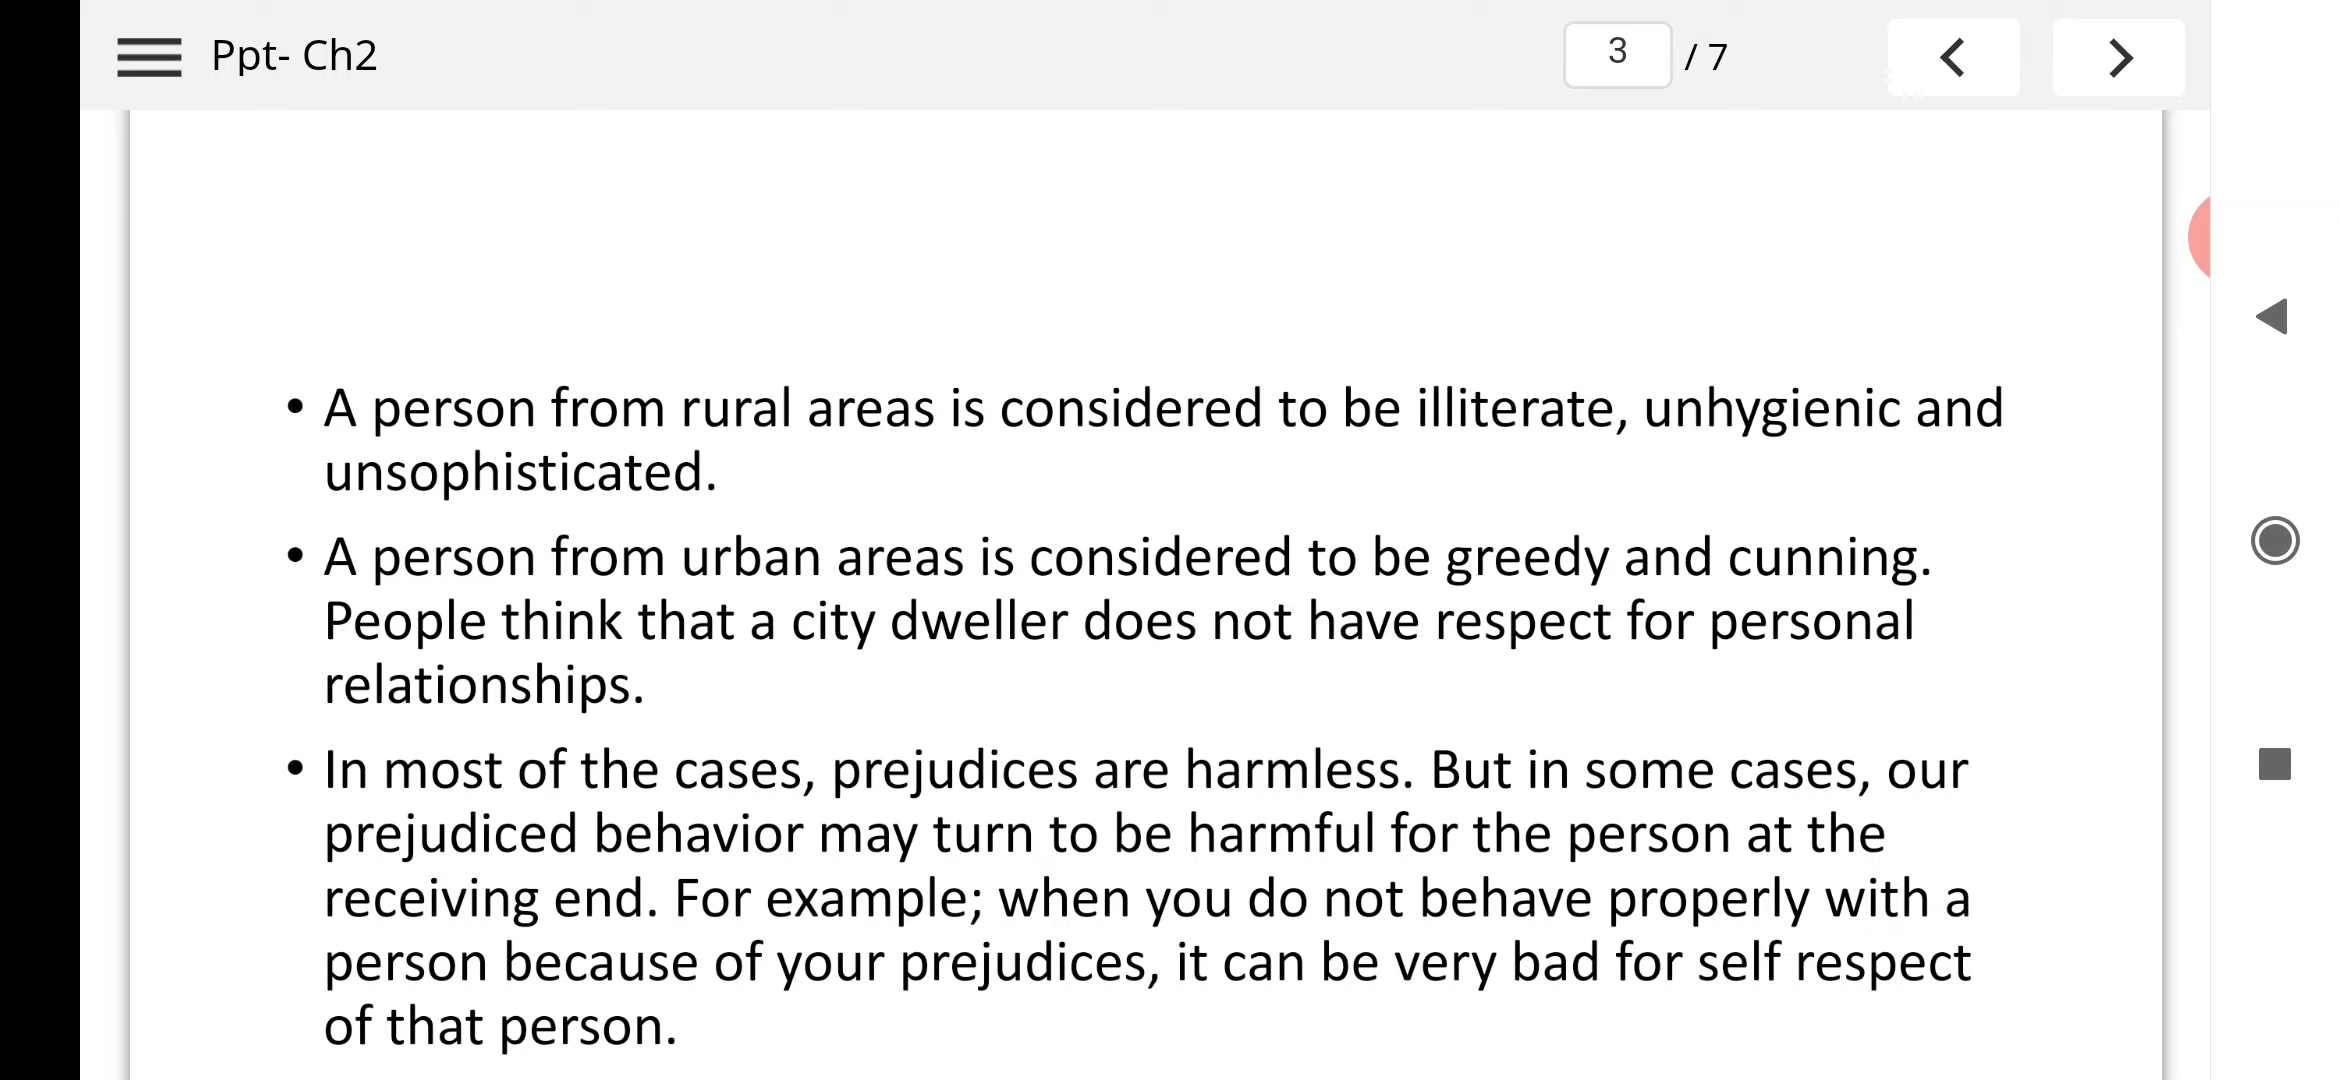 Ppt- Ch2
3 / 7
• A person from rural areas is considered to be illiterate, unhygienic and
unsophisticated.
• A person from urban areas is considered to be greedy and cunning.
People think that a city dweller does not have respect for personal
relationships.
• In most of the cases, prejudices are harmless. But in some cases, our
prejudiced behavior may turn to be harmful for the person at the
receiving end. For example; when you do not behave properly with a
person because of your prejudices, it can be very bad for self respect
of that person.